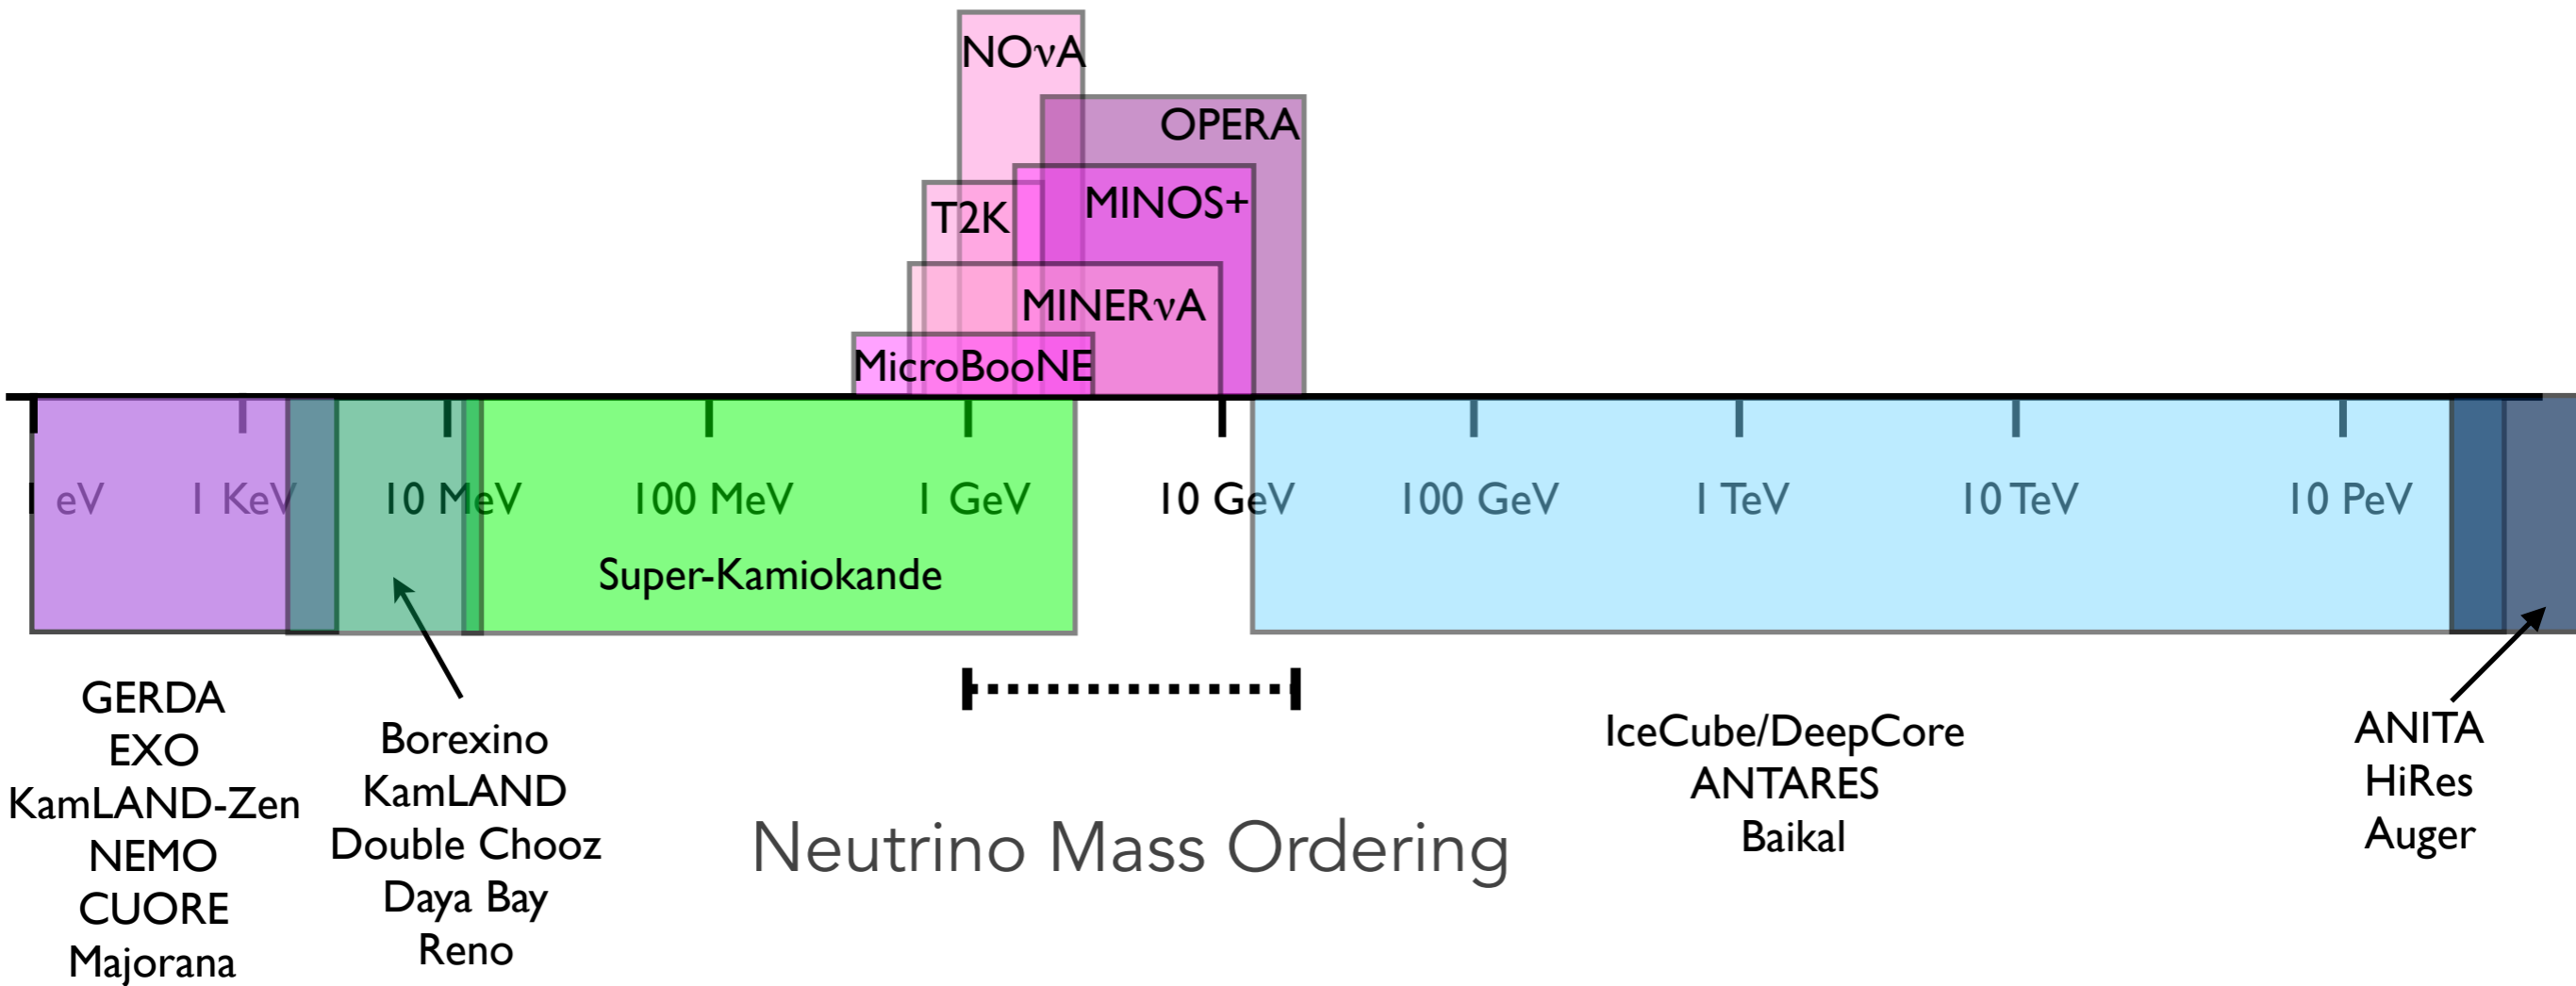 NOνA
OPERA
MINOS+
T2K
MINERνA
MicroBooNE
1 eV
1 KeV
10 MeV
100 MeV
1 GeV
10 GeV
100 GeV
1 TeV
10 TeV
10 PeV
Super-Kamiokande
GERDA
EXO
KamLAND-Zen
NEMO
CUORE
Majorana
Borexino
KamLAND
Double Chooz
Daya Bay
Reno
Neutrino Mass Ordering
IceCube/DeepCore
ANTARES
Baikal
ANITA
HiRes
Auger